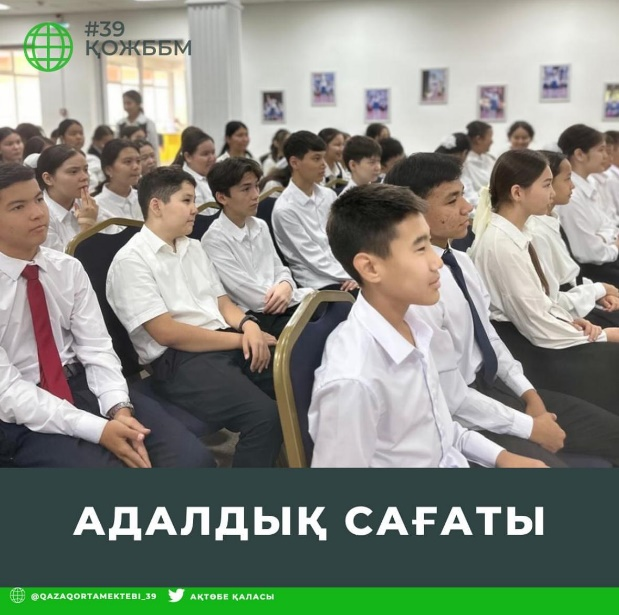 #39
ҚОЖББМ
АДАЛДЫҚ САҒАТЫ
@QAZAQORTAMEKTEBI_39
АҚТӨБЕ ҚАЛАСЫ